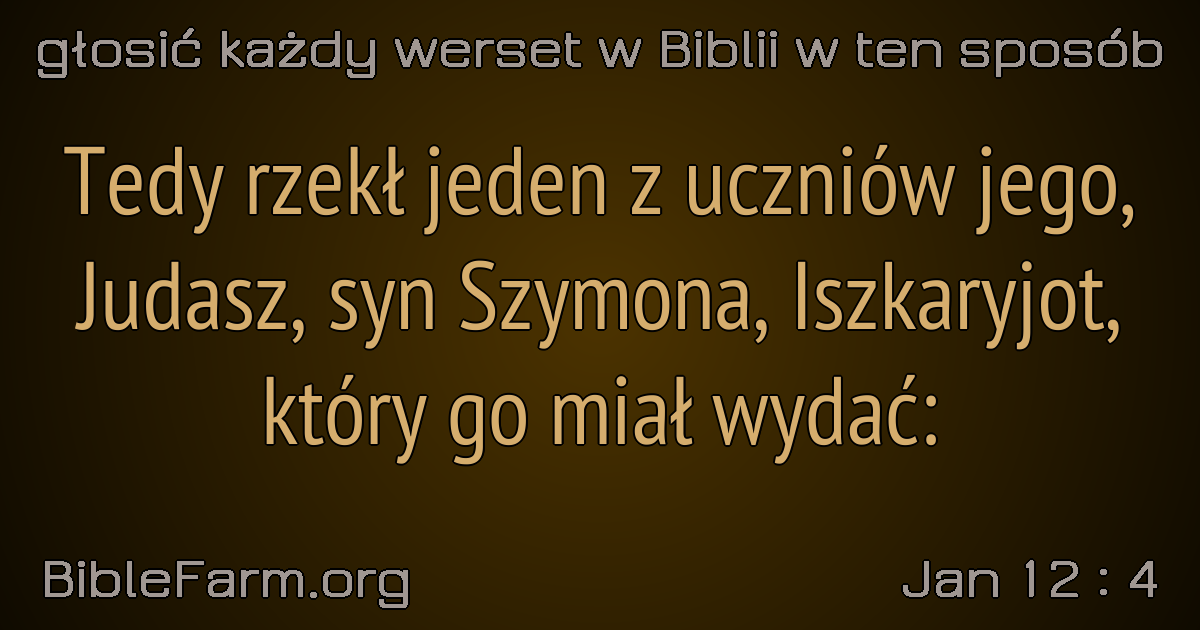 głosić każdy werset w Biblii w ten sposób
Tedy rzekł jeden z uczniów jego,
Judasz, syn Szymona, Iszkaryjot,
który go miał wydać:
BibleFarm.org
Jan 12 : 4